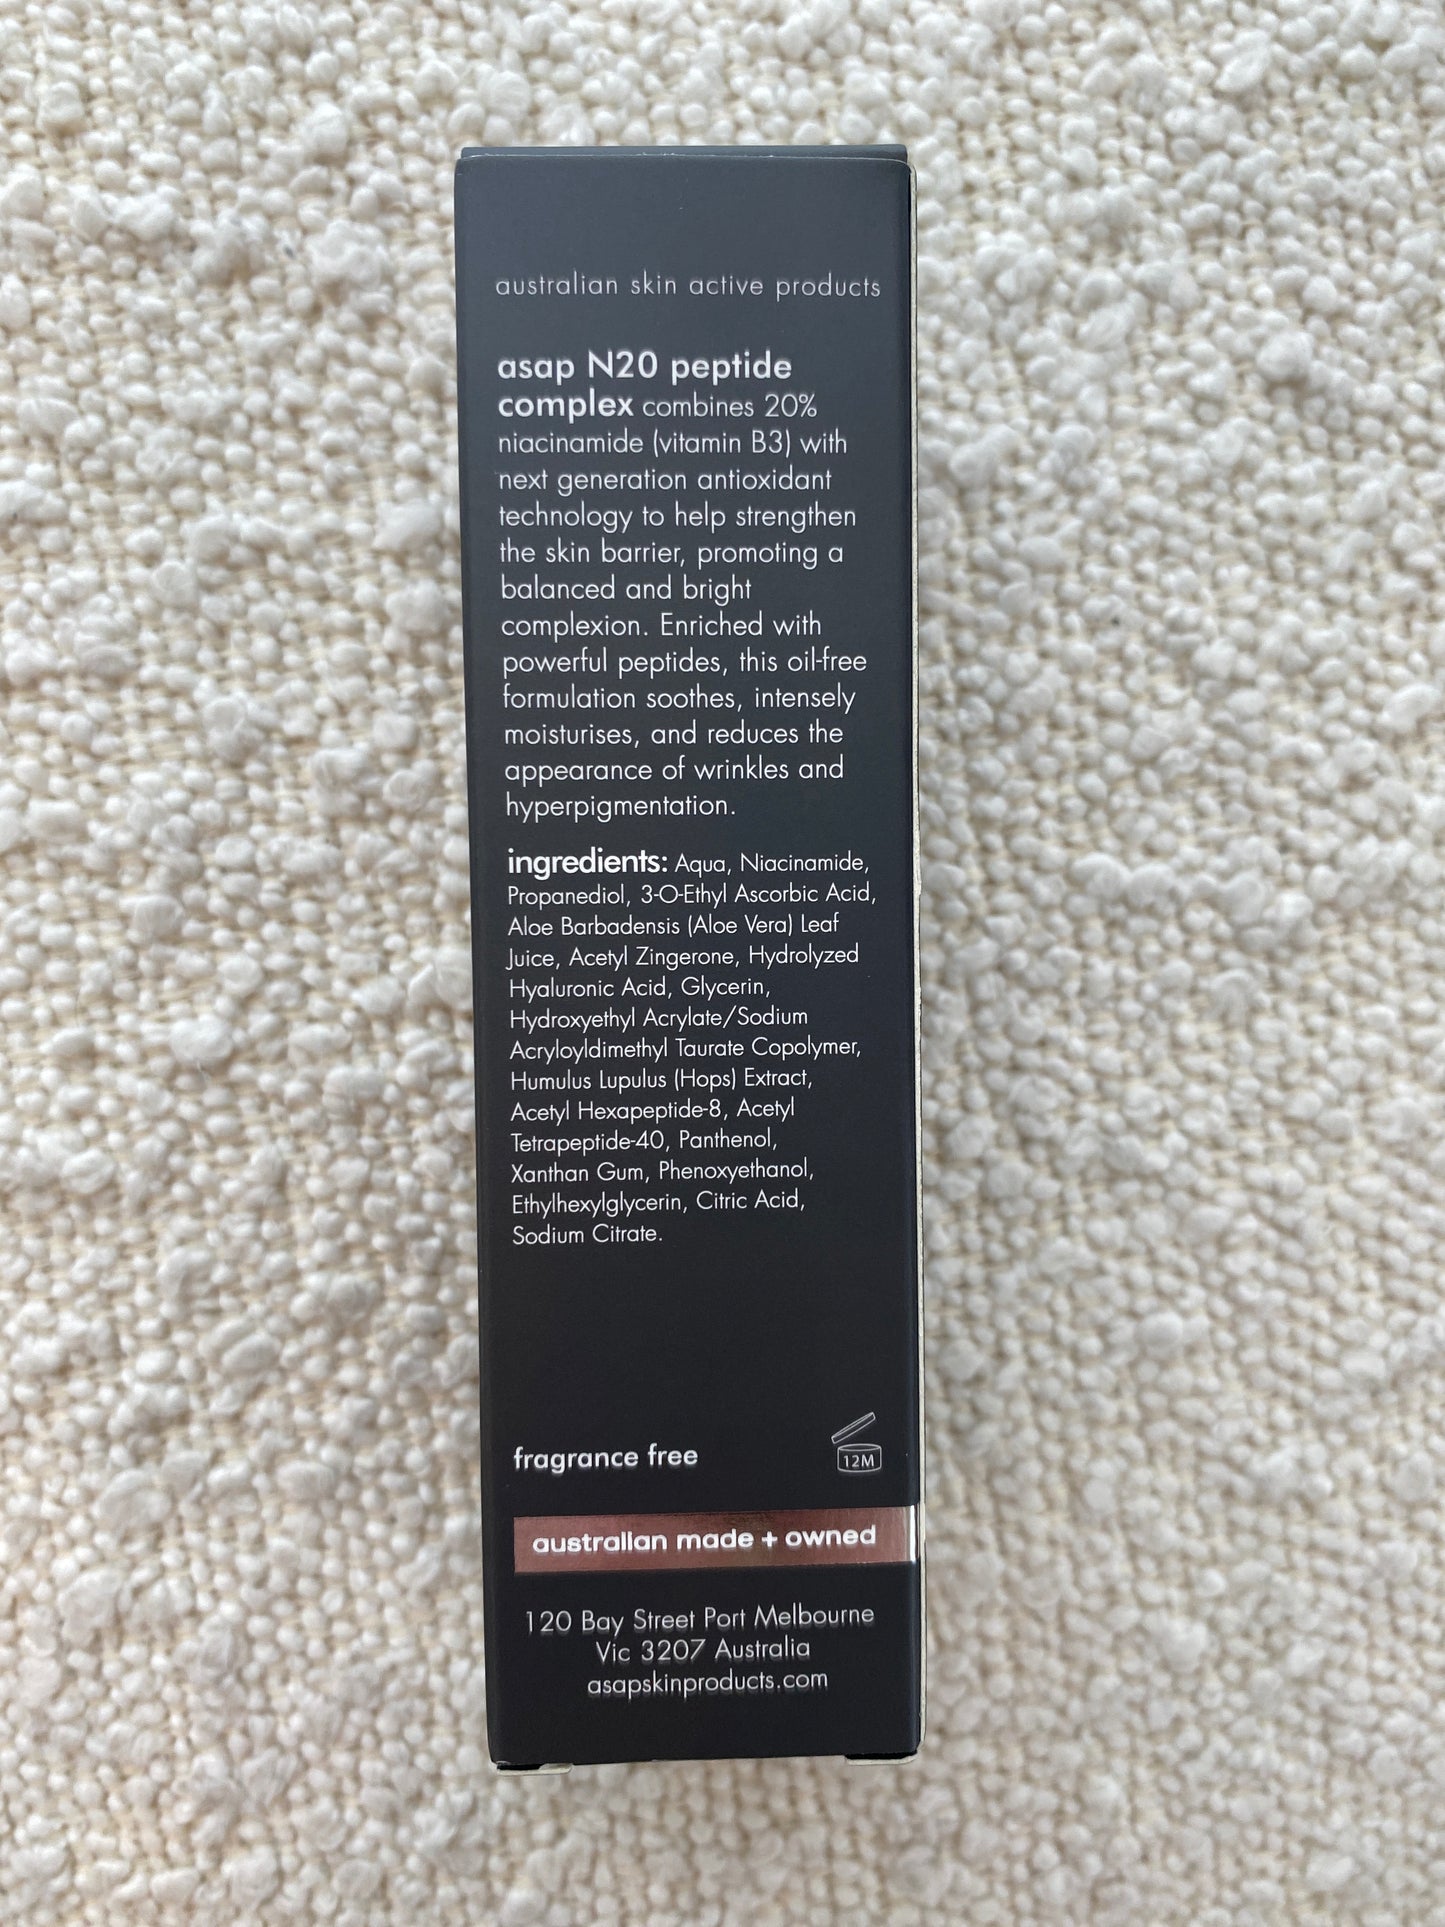 australian skin active products
asap N20 peptide
complex combines 20%
niacinamide (vitamin B3) with
next generation antioxidant
technology to help strengthen
the skin barrier, promoting a
balanced and bright
complexion. Enriched with
powerful peptides, this oil-free
formulation soothes, intensely
moisturises, and reduces the
appearance of wrinkles and
hyperpigmentation.
ingredients: Aqua, Niacinamide,
Propanediol, 3-O-Ethyl Ascorbic Acid,
Aloe Barbadensis (Aloe Vera) Leaf
Juice, Acetyl Zingerone, Hydrolyzed
Hyaluronic Acid, Glycerin,
Hydroxyethyl Acrylate/Sodium
Acryloyldimethyl Taurate Copolymer,
Humulus Lupulus (Hops) Extract,
Acetyl Hexapeptide-8, Acetyl
Tetrapeptide-40, Panthenol,
Xanthan Gum, Phenoxyethanol,
Ethylhexylglycerin, Citric Acid,
Sodium Citrate.
fragrance free
12M
australian made + owned
120 Bay Street Port Melbourne
Vic 3207 Australia
asapskinproducts.com